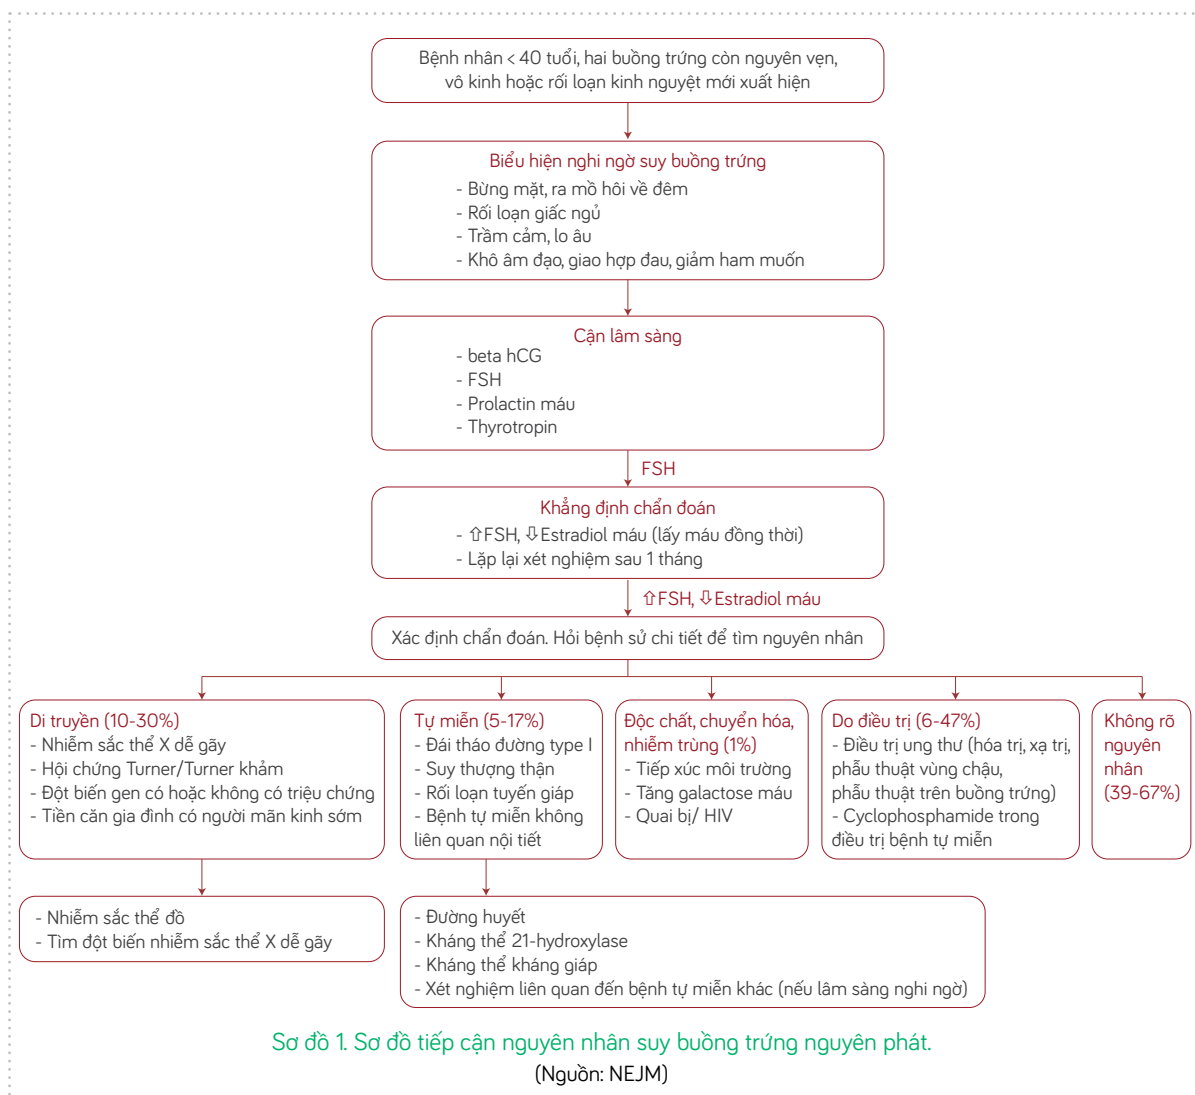 Bệnh nhân < 40 tuổi, hai buồng trứng còn nguyên vẹn,
vô kinh hoặc rối loạn kinh nguyệt mới xuất hiện
Biểu hiện nghi ngờ suy buồng trứng
- Bừng mặt, ra mồ hôi về đêm
- Rối loạn giấc ngủ
- Trầm cảm, lo âu
- Khô âm đạo, giao hợp đau, giảm ham muốn
Cận lâm sàng
- beta hCG
- FSH
- Prolactin máu
- Thyrotropin
FSH
Khẳng định chẩn đoán
- ⇧FSH, ⇩Estradiol máu (lấy máu đồng thời)
- Lặp lại xét nghiệm sau 1 tháng
⇧FSH, ⇩Estradiol máu
Xác định chẩn đoán. Hỏi bệnh sử chi tiết để tìm nguyên nhân
Di truyền (10-30%)
- Nhiễm sắc thể X dễ gãy
- Hội chứng Turner/Turner khảm
- Đột biến gen có hoặc không có triệu chứng
- Tiền căn gia đình có người mãn kinh sớm
Tự miễn (5-17%)
- Đái tháo đường type I
- Suy thượng thận
- Rối loạn tuyến giáp
- Bệnh tự miễn không
liên quan nội tiết
Độc chất, chuyển hóa,
nhiễm trùng (1%)
- Tiếp xúc môi trường
- Tăng galactose máu
- Quai bị/ HIV
Do điều trị (6-47%)
- Điều trị ung thư (hóa trị, xạ trị,
phẫu thuật vùng chậu,
phẫu thuật trên buồng trứng)
- Cyclophosphamide trong
điều trị bệnh tự miễn
Không rõ
nguyên
nhân
(39-67%)
- Nhiễm sắc thể đồ
- Tìm đột biến nhiễm sắc thể X dễ gãy
- Đường huyết
- Kháng thể 21-hydroxylase
- Kháng thể kháng giáp
- Xét nghiệm liên quan đến bệnh tự miễn khác (nếu lâm sàng nghi ngờ)
Sơ đồ 1. Sơ đồ tiếp cận nguyên nhân suy buồng trứng nguyên phát.
(Nguồn: NEJM)